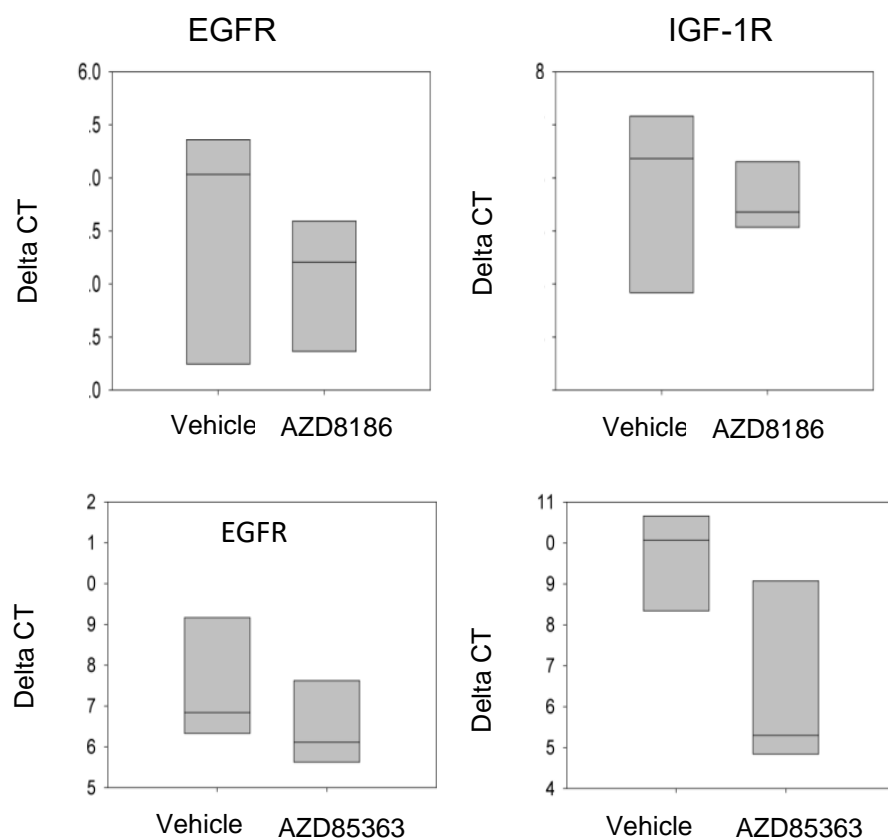 EGFR
IGF-1R
Delta CT
6.0
.5
.0
.5
.0
.5
.0
Vehicle AZD8186
Delta CT
8
Vehicle AZD8186
EGFR
Delta CT
2
1
0
9
8
7
6
5
Vehicle AZD85363
Delta CT
11
0
9
8
7
6
5
4
Vehicle AZD85363